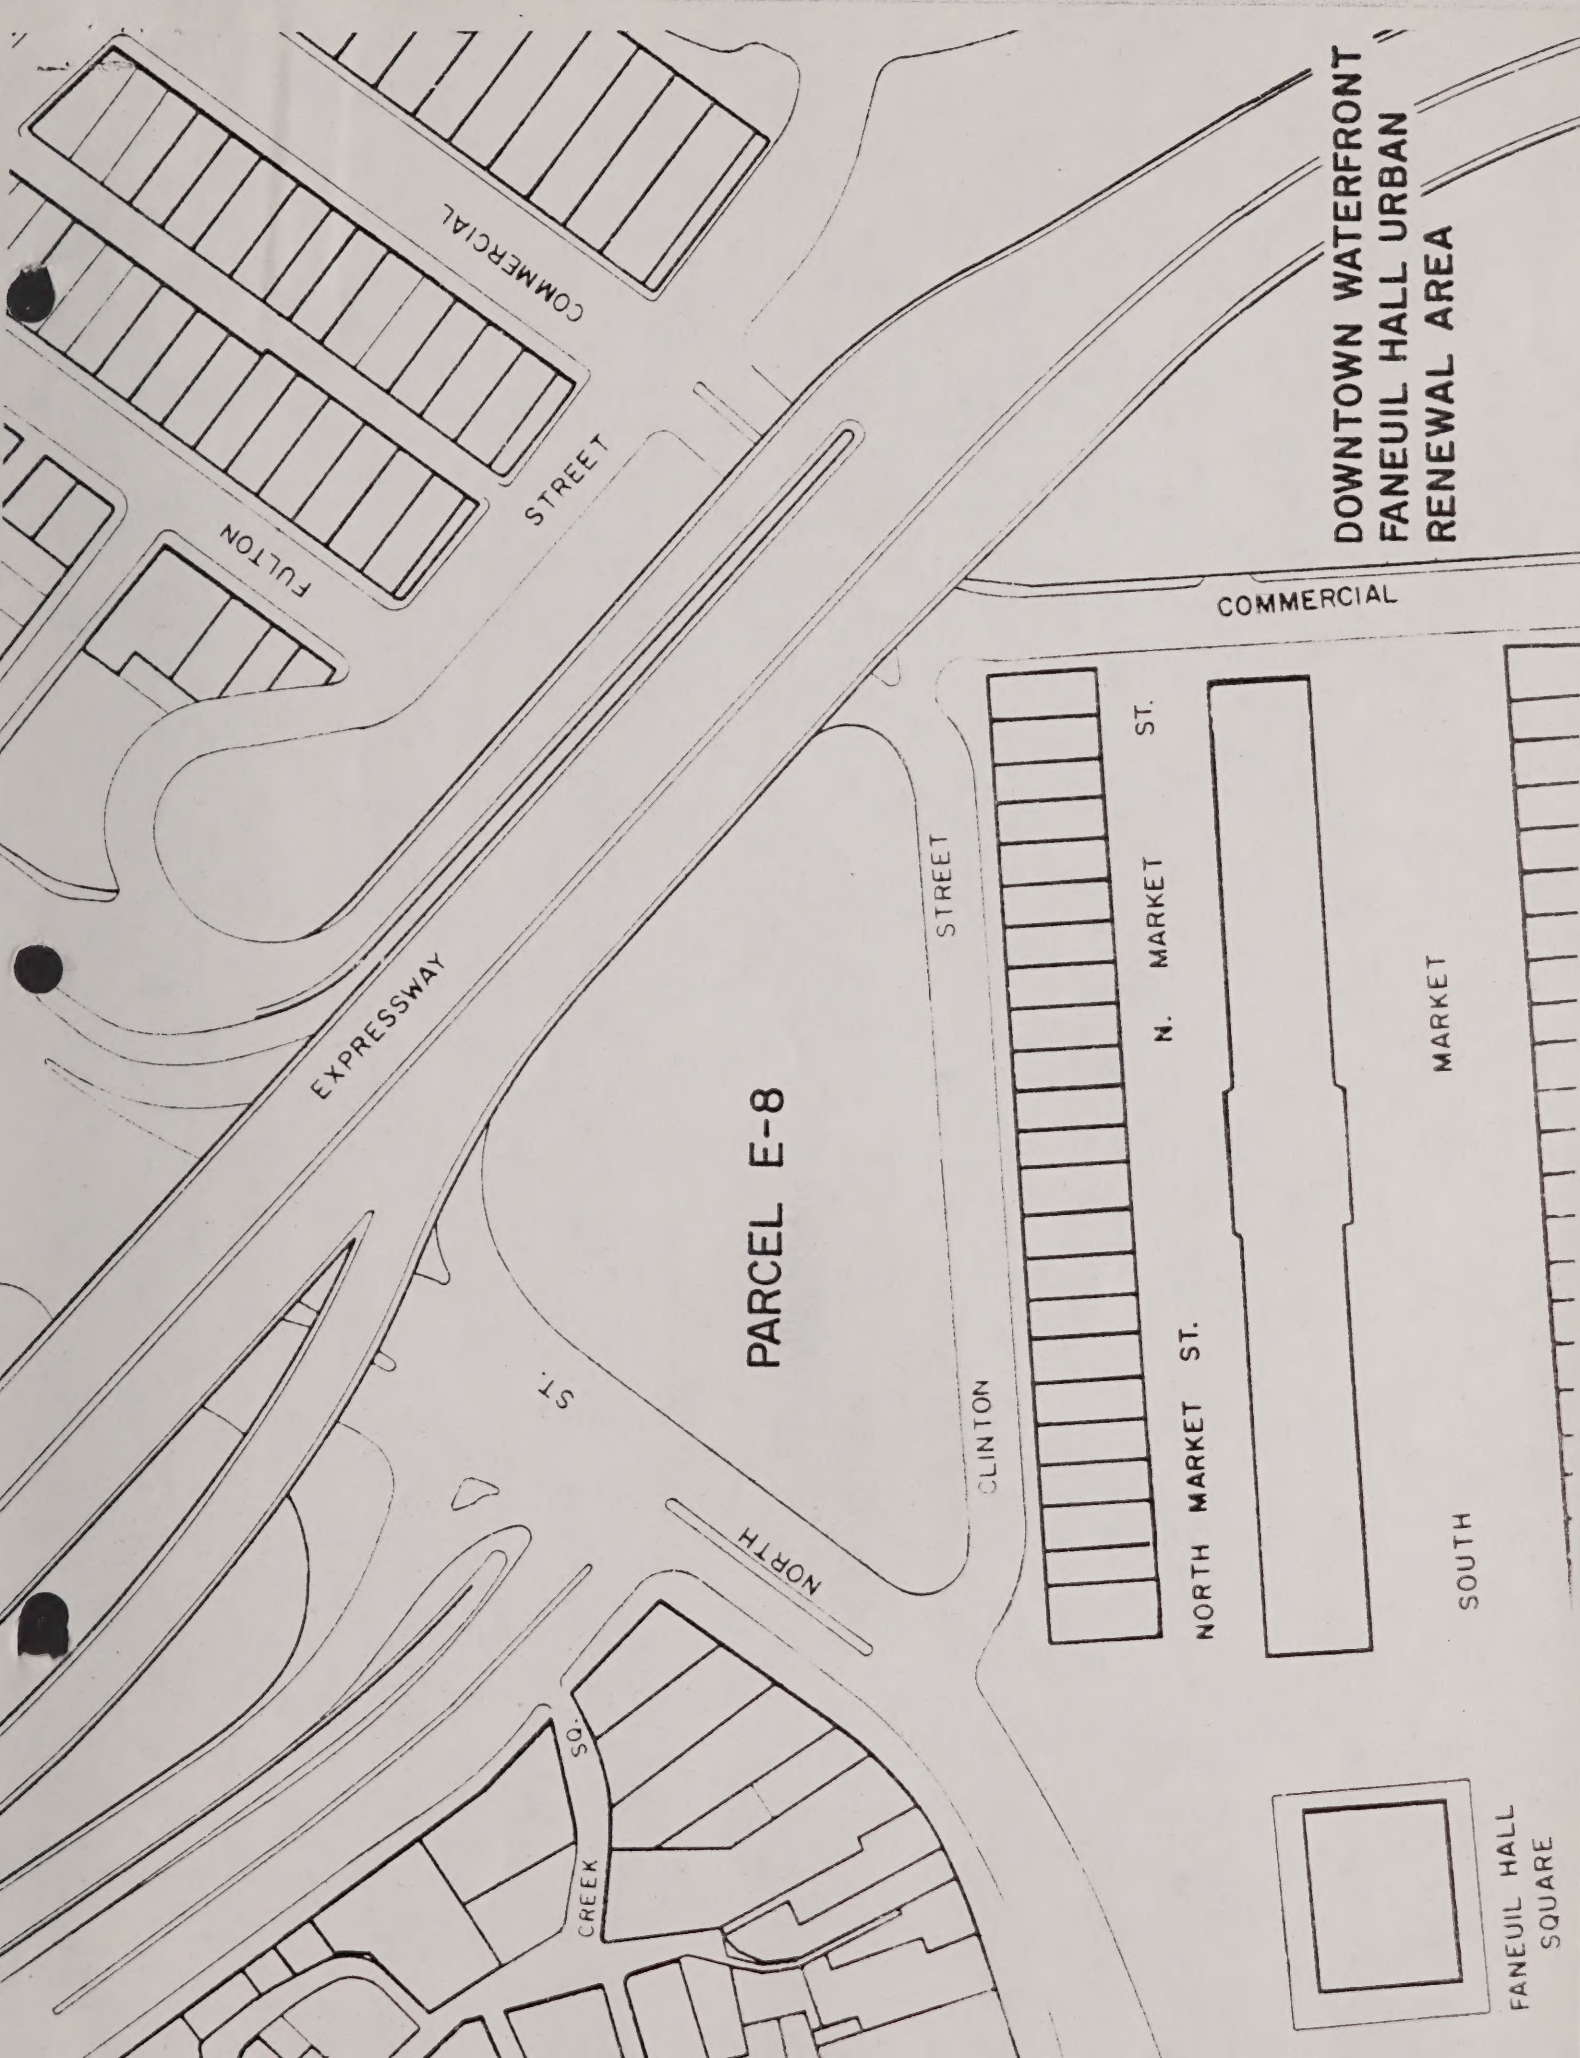 DOWNTOWN WATERFRONT
FANEUIL HALL URBAN
RENEWAL AREA
COMMERCIAL
STREET
FULTON
EXPRESSWAY
PARCEL E-8
COMMERCIAL
CLINTON STREET
N. MARKET ST.
NORTH MARKET ST.
SOUTH MARKET
NORTH ST.
CREEK SQ.
FANEUIL HALL
SQUARE